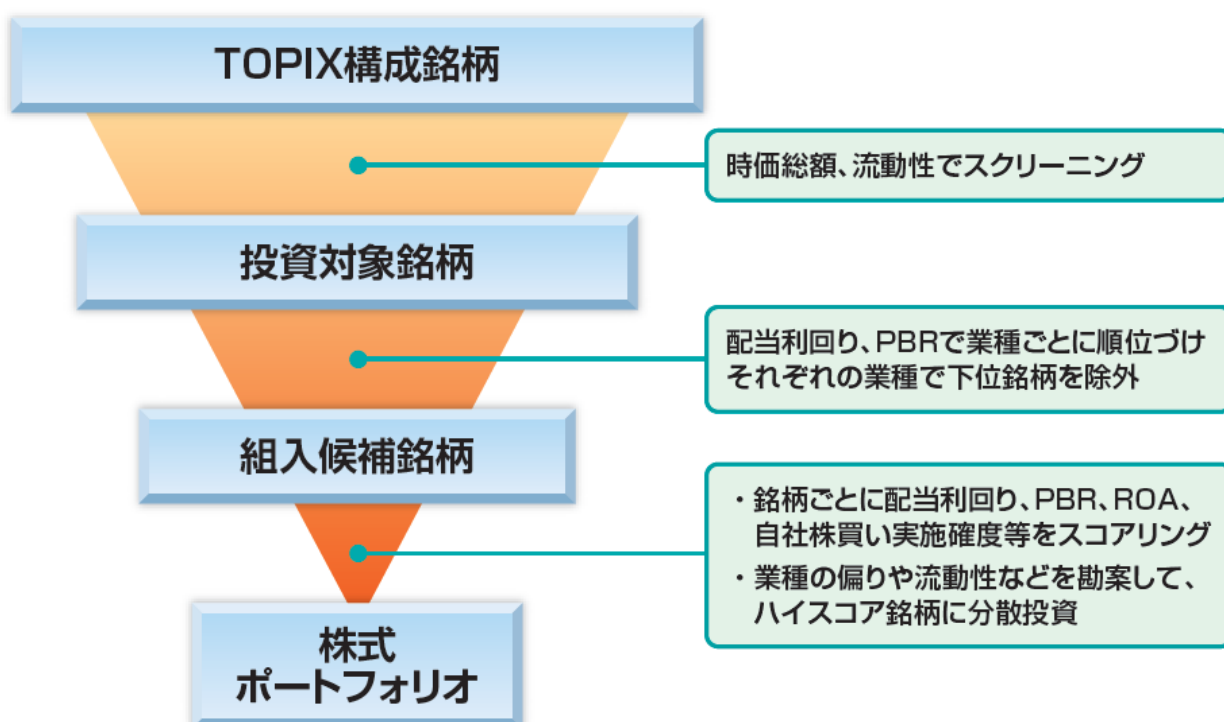 TOPIX構成銘柄
時価総額、流動性でスクリーニング
投資対象銘柄
配当利回り、PBRで業種ごとに順位づけ
それぞれの業種で下位銘柄を除外
組入候補銘柄
・銘柄ごとに配当利回り、PBR、ROA、
自社株買い実施確度等をスコアリング
・業種の偏りや流動性などを勘案して、
ハイスコア銘柄に分散投資
株式
ポートフォリオ